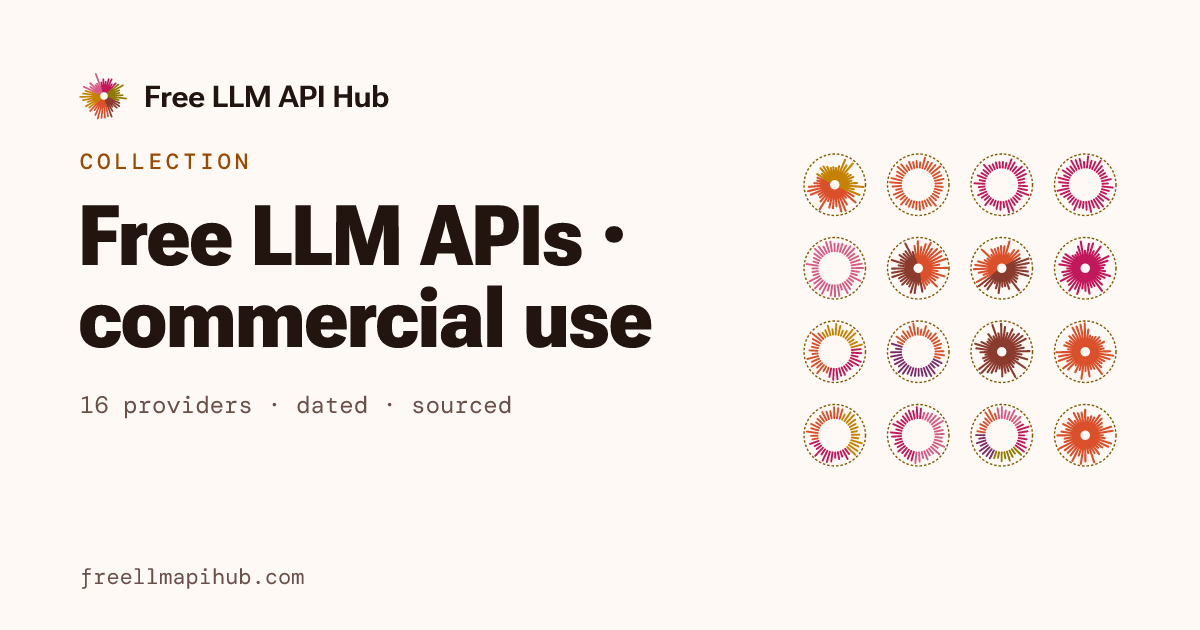 Free LLM API Hub
COLLECTION
Free LLM APIs ·
commercial use
16 providers · dated · sourced
freellmapihub.com